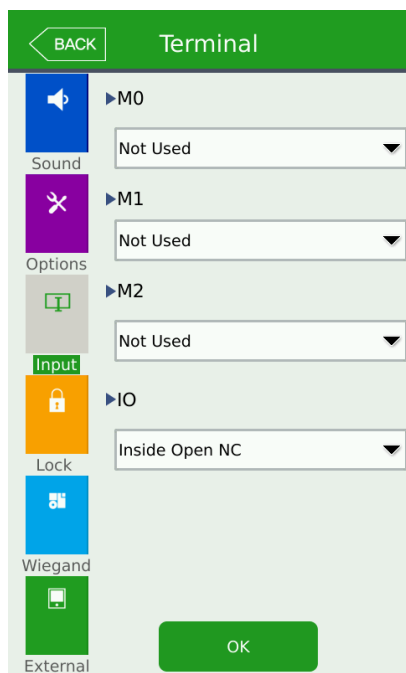 BACK Terminal
M0
Not Used
Sound
M1
Not Used
Options
M2
Not Used
Input
IO
Inside Open NC
Lock
Wiegand
OK
External